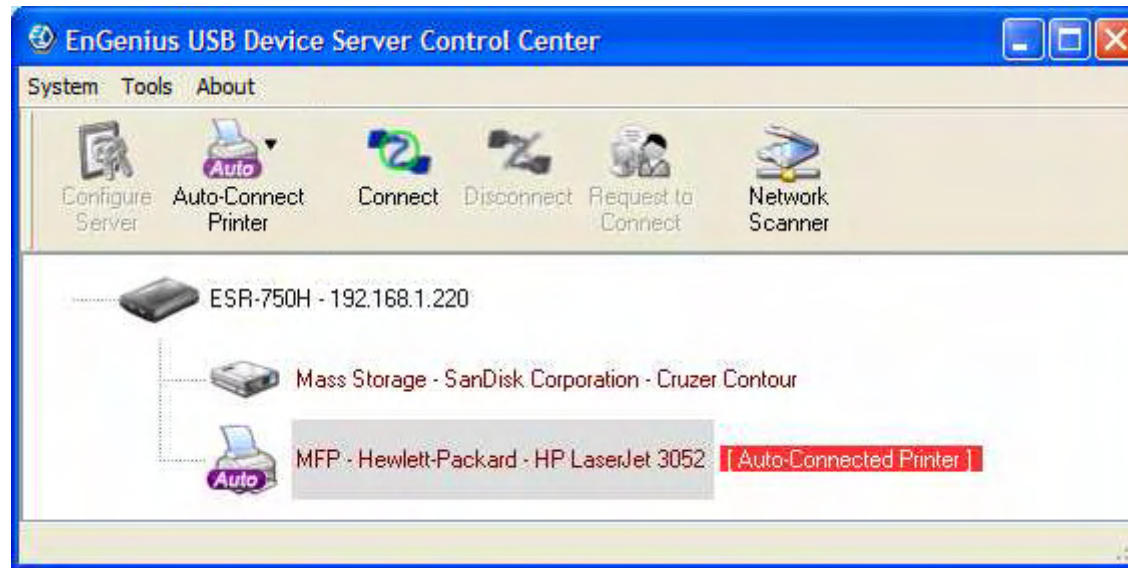 EnGenius USB Device Server Control Center
System Tools About
Configure Server
Auto
Auto-Connect Printer
Connect
Disconnect
Request to Connect
Network Scanner
ESR-750H - 192.168.1.220
Mass Storage - SanDisk Corporation - Cruzer Contour
Auto
MFP - Hewlett-Packard - HP LaserJet 3052 [ Auto-Connected Printer ]